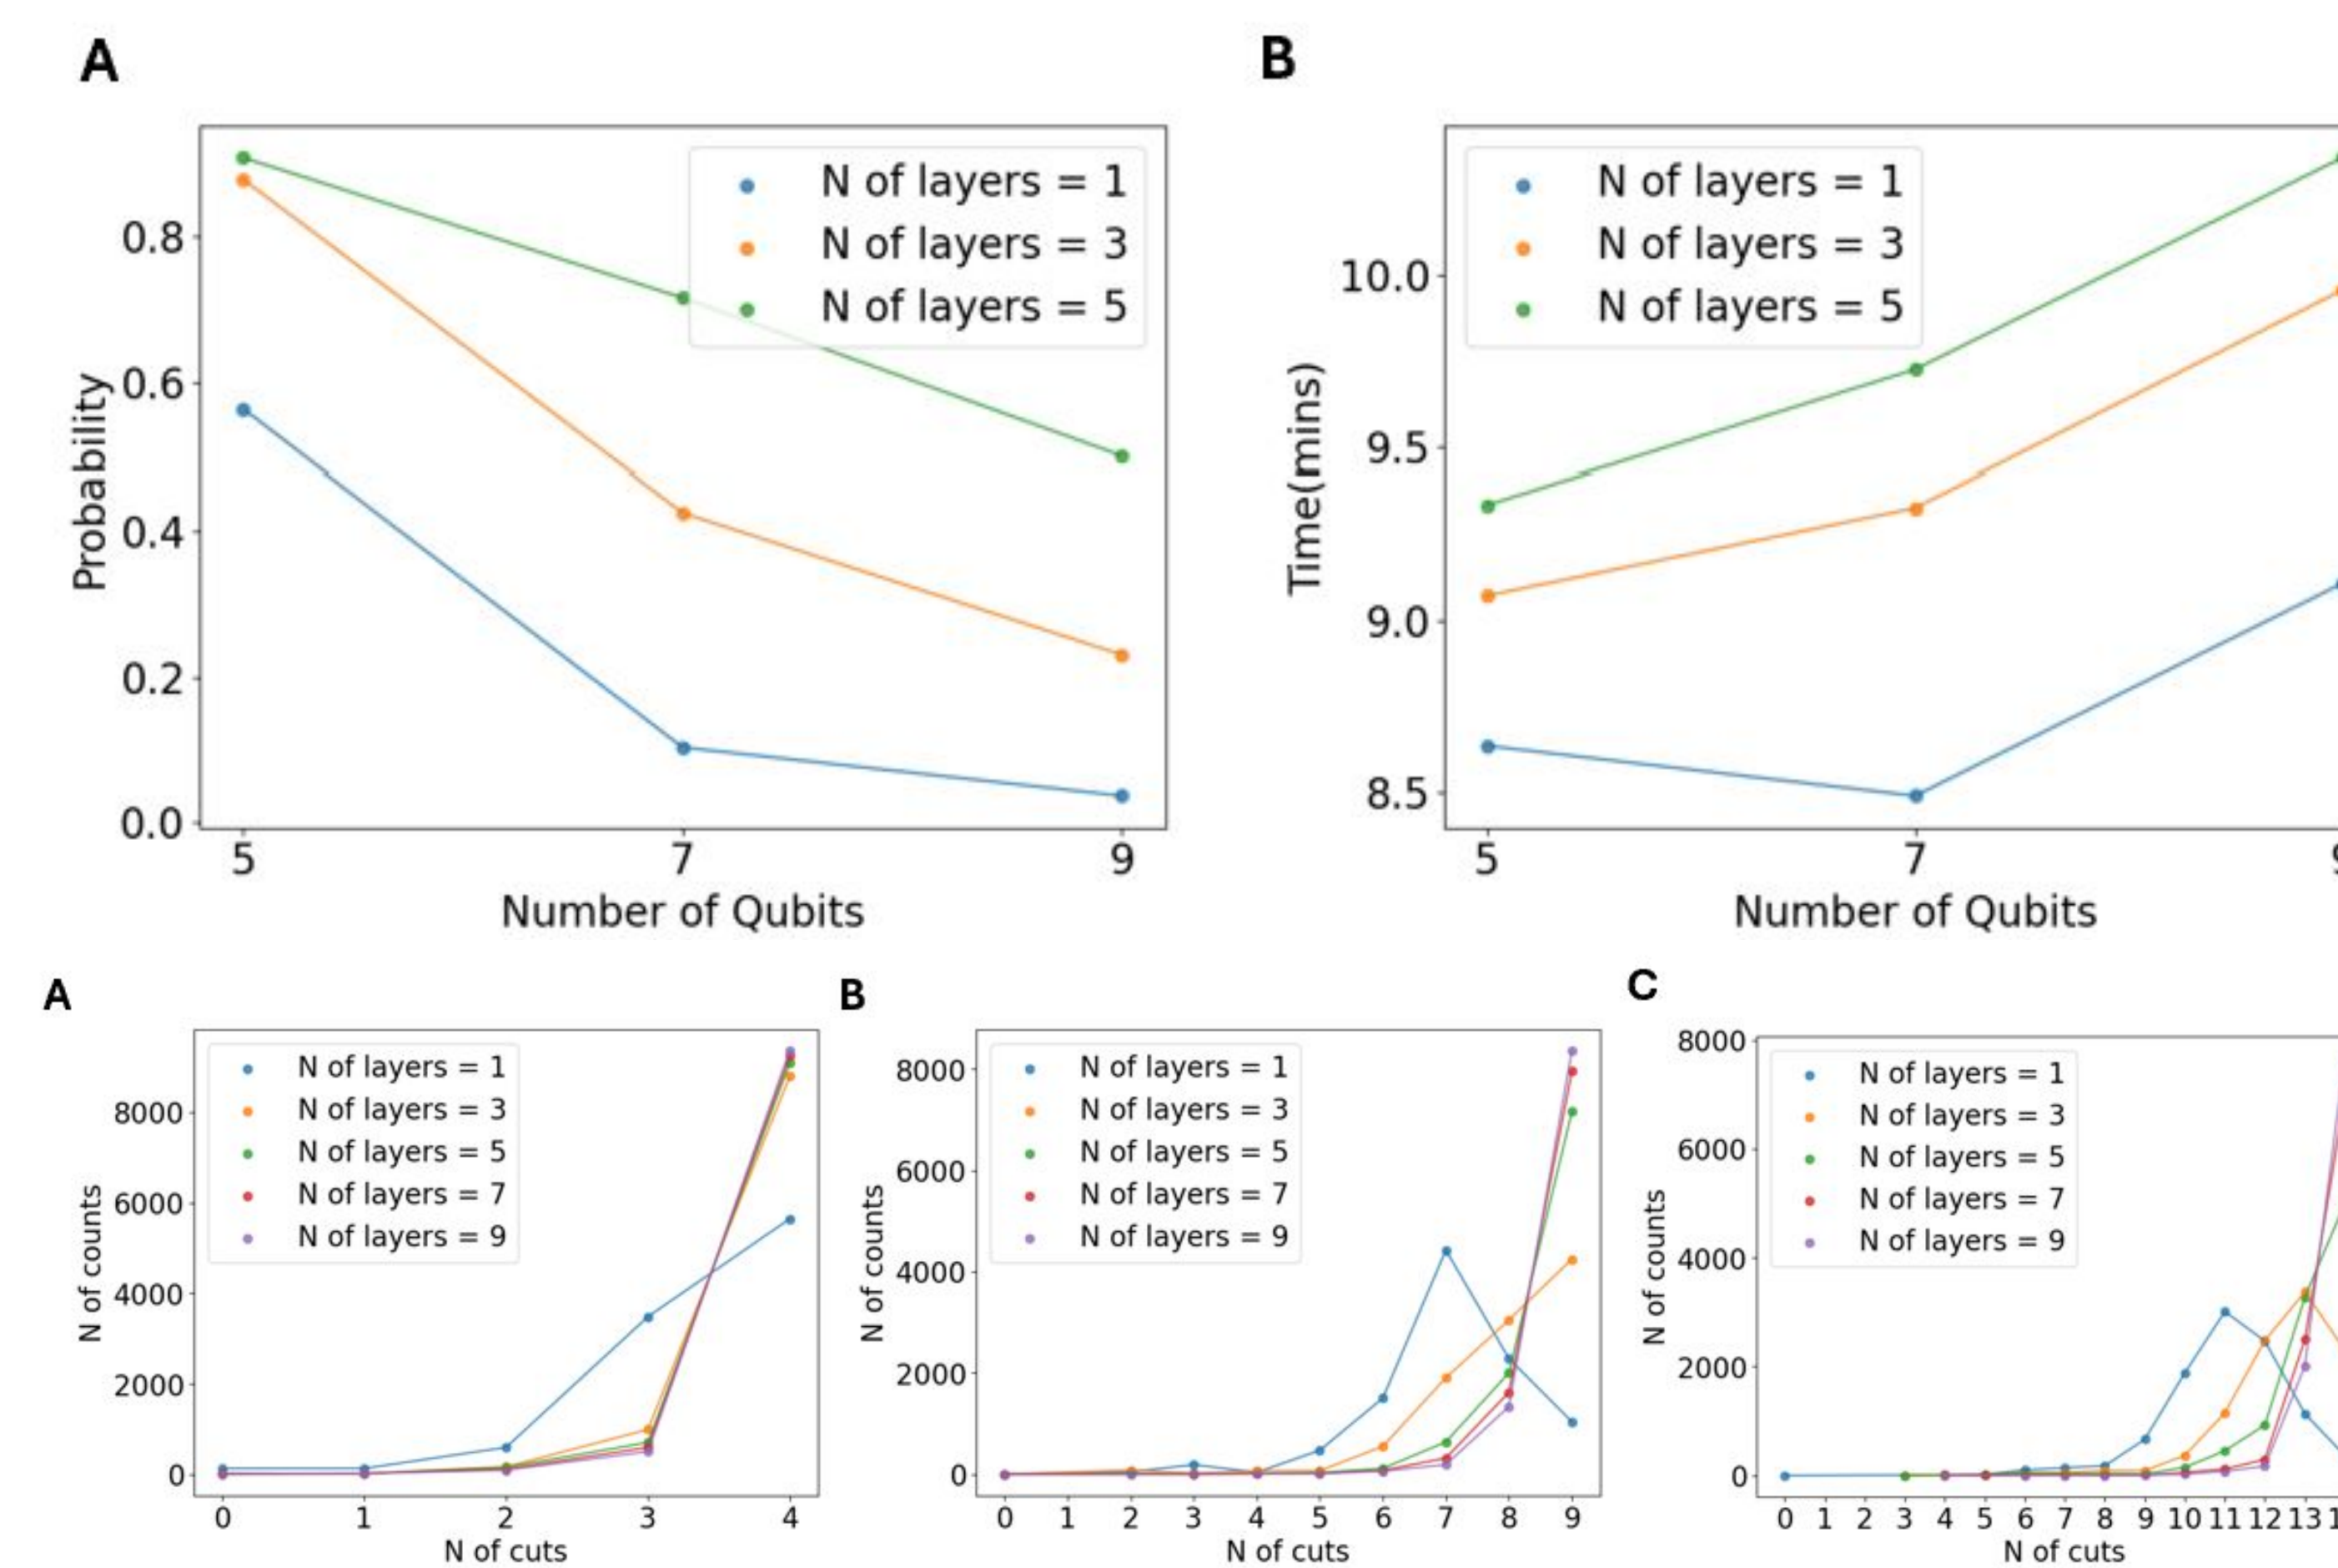 A
B
N of layers = 1
N of layers = 3
N of layers = 5
0.8
0.6
0.4
0.2
0.0
Probability
5 7 9
Number of Qubits
N of layers = 1
N of layers = 3
N of layers = 5
10.0
9.5
9.0
8.5
Time(mins)
5 7 9
Number of Qubits
A
B
C
N of layers = 1
N of layers = 3
N of layers = 5
N of layers = 7
N of layers = 9
8000
6000
4000
2000
0
N of counts
0 1 2 3 4
N of cuts
N of layers = 1
N of layers = 3
N of layers = 5
N of layers = 7
N of layers = 9
8000
6000
4000
2000
0
N of counts
0 1 2 3 4 5 6 7 8 9
N of cuts
N of layers = 1
N of layers = 3
N of layers = 5
N of layers = 7
N of layers = 9
8000
6000
4000
2000
0
N of counts
0 1 2 3 4 5 6 7 8 9 10 11 12 13
N of cuts